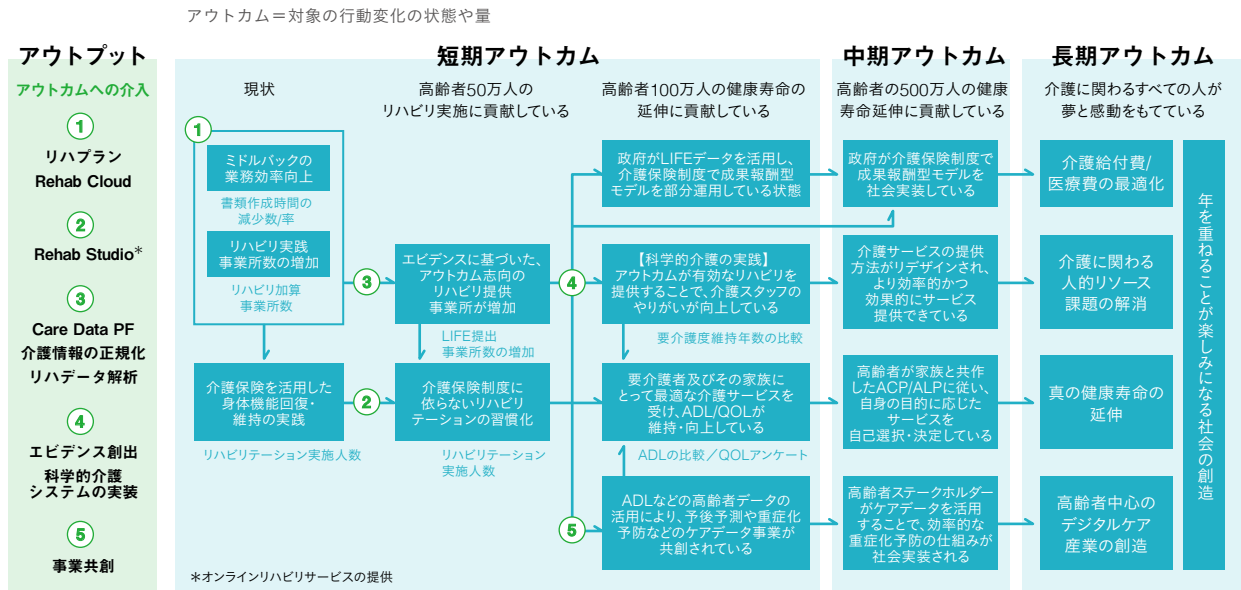 アウトカム＝対象の行動変化の状態や量
アウトプット
アウトカムへの介入
1
リハプラン
Rehab Cloud
2
Rehab Studio＊
3
Care Data PF
介護情報の正規化
リハデータ解析
4
エビデンス創出
科学的介護
システムの実装
5
事業共創
短期アウトカム
現状
1
ミドルバックの
業務効率向上
書類作成時間の
減少数/率
リハビリ実践
事業所数の増加
リハビリ加算
事業所数
介護保険を活用した
身体機能回復・
維持の実践
リハビリテーション実施人数
＊オンラインリハビリサービスの提供
高齢者50万人の
リハビリ実施に貢献している
3
エビデンスに基づいた、
アウトカム志向の
リハビリ提供
事業所が増加
LIFE提出
事業所数の増加
2
介護保険制度に
依らないリハビリ
テーションの習慣化
リハビリテーション
実施人数
高齢者100万人の健康寿命の
延伸に貢献している
政府がLIFEデータを活用し、
介護保険制度で成果報酬型
モデルを部分運用している状態
4
【科学的介護の実践】
アウトカムが有効なリハビリを
提供することで、介護スタッフの
やりがいが向上している
要介護度維持年数の比較
要介護者及びその家族に
とって最適な介護サービスを
受け、ADL/QOLが
維持・向上している
ADLの比較／QOLアンケート
5
ADLなどの高齢者データの
活用により、予後予測や重症化
予防などのケアデータ事業が
共創されている
中期アウトカム
高齢者の500万人の健康
寿命延伸に貢献している
政府が介護保険制度で
成果報酬型モデルを
社会実装している
介護サービスの提供
方法がリデザインされ、
より効率的かつ
効果的にサービス
提供できている
高齢者が家族と共作
したACP/ALPに従い、
自身の目的に応じた
サービスを
自己選択・決定している
高齢者ステークホルダー
がケアデータを活用
することで、効率的な
重症化予防の仕組みが
社会実装される
長期アウトカム
介護に関わるすべての人が
夢と感動をもてている
介護給付費/
医療費の最適化
介護に関わる
人的リソース
課題の解消
真の健康寿命の
延伸
高齢者中心の
デジタルケア
産業の創造
年を重ねることが楽しみになる社会の創造